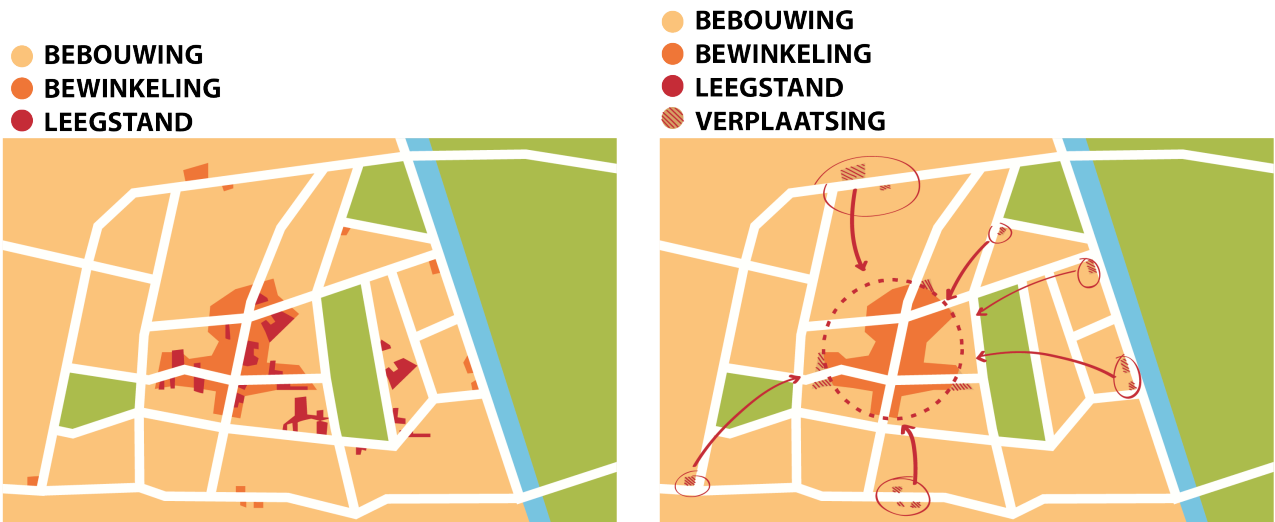 BEBOUWING
BEWINKELING
LEEGSTAND
BEBOUWING
BEWINKELING
LEEGSTAND
VERPLAATSING